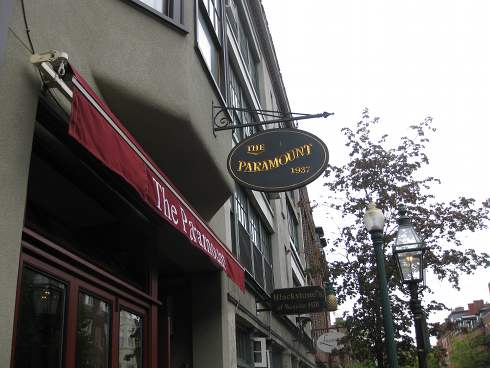 THE
PARAMOUNT
1937
The Paramount
Blackstone's
of Beacon Hill